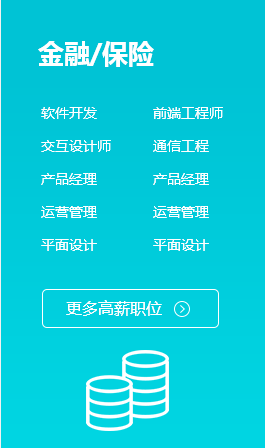 金融/保险
软件开发 前端工程师
交互设计师 通信工程
产品经理 产品经理
运营管理 运营管理
平面设计 平面设计
更多高薪职位